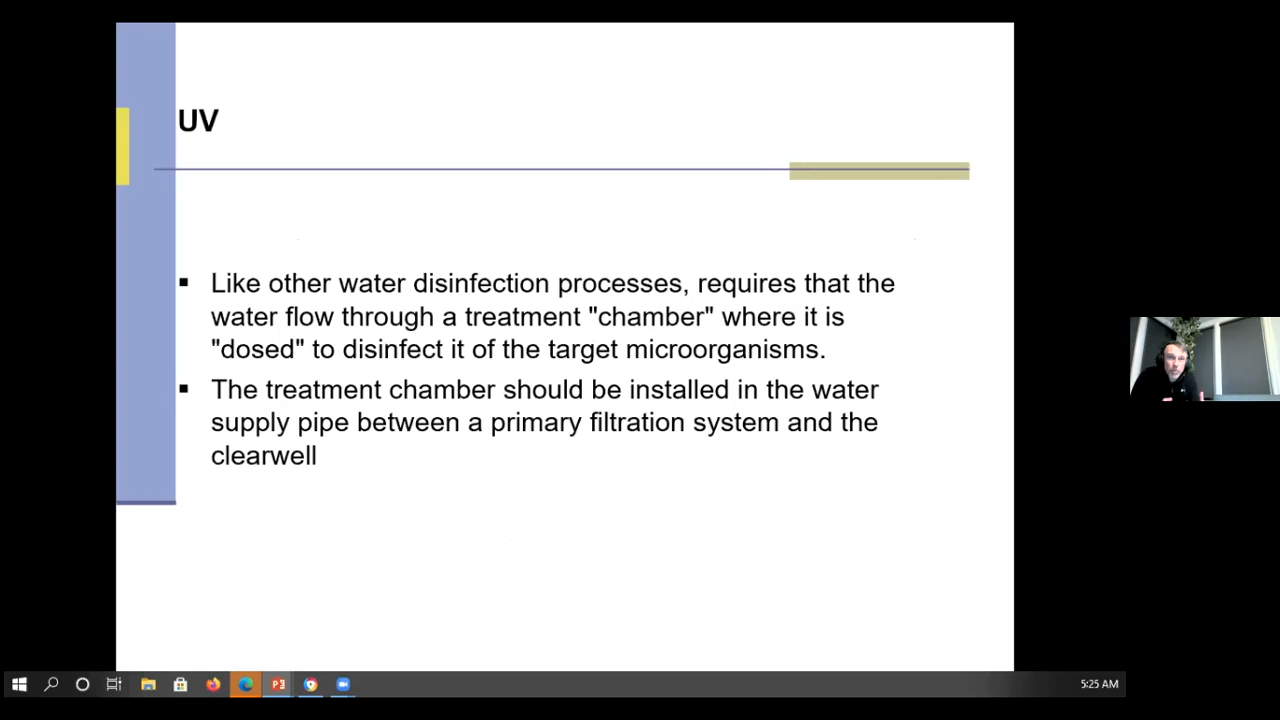 UV
Like other water disinfection processes, requires that the
water flow through a treatment "chamber" where it is
"dosed" to disinfect it of the target microorganisms.
The treatment chamber should be installed in the water
supply pipe between a primary filtration system and the
clearwell
5:25 AM